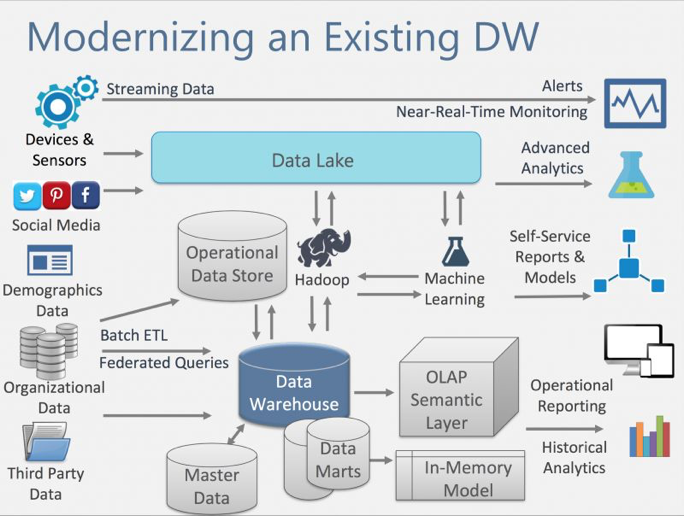 Modernizing an Existing DW
Streaming Data
Alerts
Near-Real-Time Monitoring
Devices &
Sensors
Data Lake
Advanced
Analytics
Social Media
Operational
Data Store
Hadoop
Machine
Learning
Self-Service
Reports &
Models
Demographics
Data
Batch ETL
Federated Queries
Organizational
Data
Data
Warehouse
OLAP
Semantic
Layer
Operational
Reporting
Historical
Analytics
Third Party
Data
Master
Data
Data
Marts
In-Memory
Model